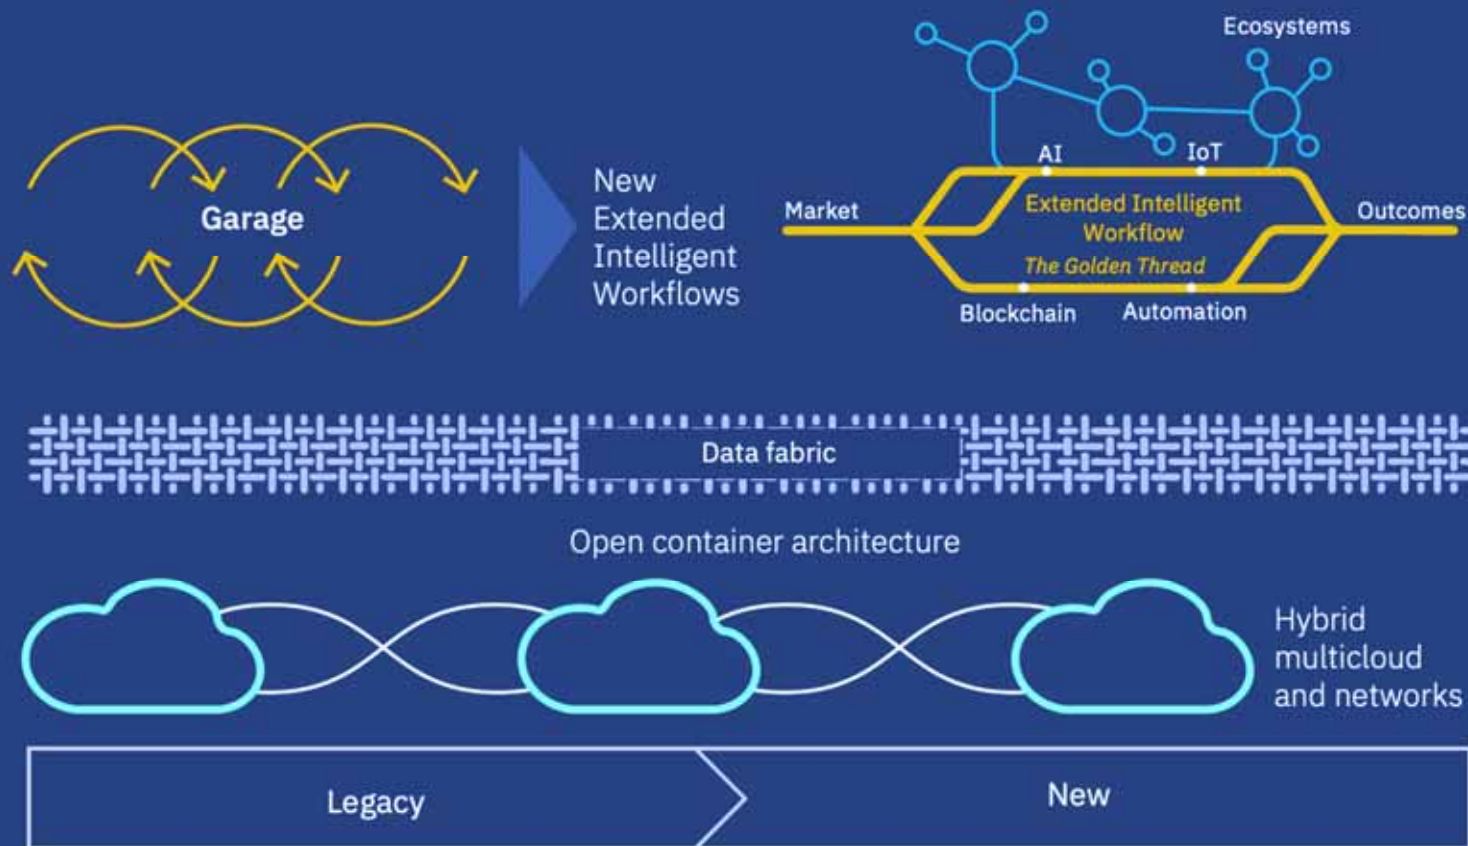 Ecosystems
Garage
New
Extended
Intelligent
Workflows
AI
IoT
Market
Extended Intelligent
Workflow
The Golden Thread
Outcomes
Blockchain
Automation
Data fabric
Open container architecture
Hybrid
multicloud
and networks
Legacy
New